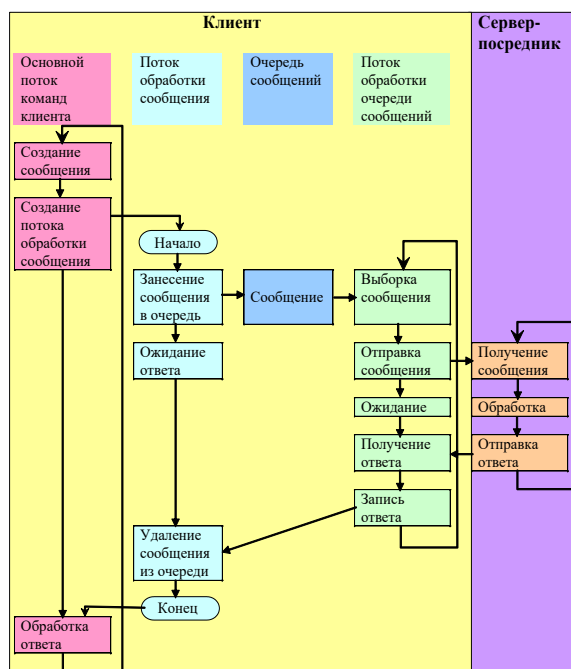 Клиент
Сервер-
посредник
Основной
поток
команд
клиента
Поток
обработки
сообщения
Очередь
сообщений
Поток
обработки
очереди
сообщений
Создание
сообщения
Создание
потока
обработки
сообщения
Начало
Занесение
сообщения
в очередь
Сообщение
Выборка
сообщения
Ожидание
ответа
Отправка
сообщения
Получение
сообщения
Ожидание
Обработка
Получение
ответа
Отправка
ответа
Запись
ответа
Удаление
сообщения
из очереди
Конец
Обработка
ответа